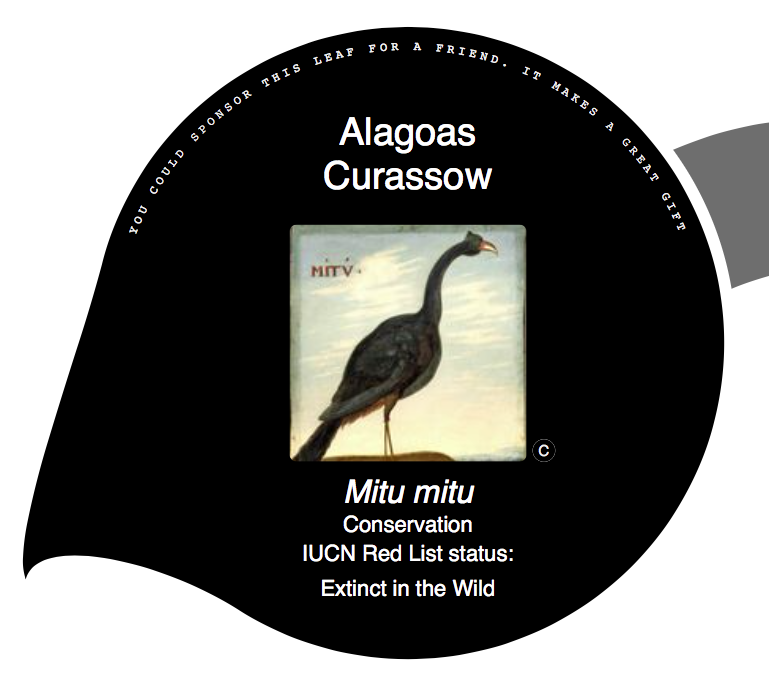 YOU COULD SPONSOR THIS LEAF FOR A FRIEND. IT MAKES A GREAT GIFT
Alagoas
Curassow
MITV.
C
Mitu mitu
Conservation
IUCN Red List status:
Extinct in the Wild